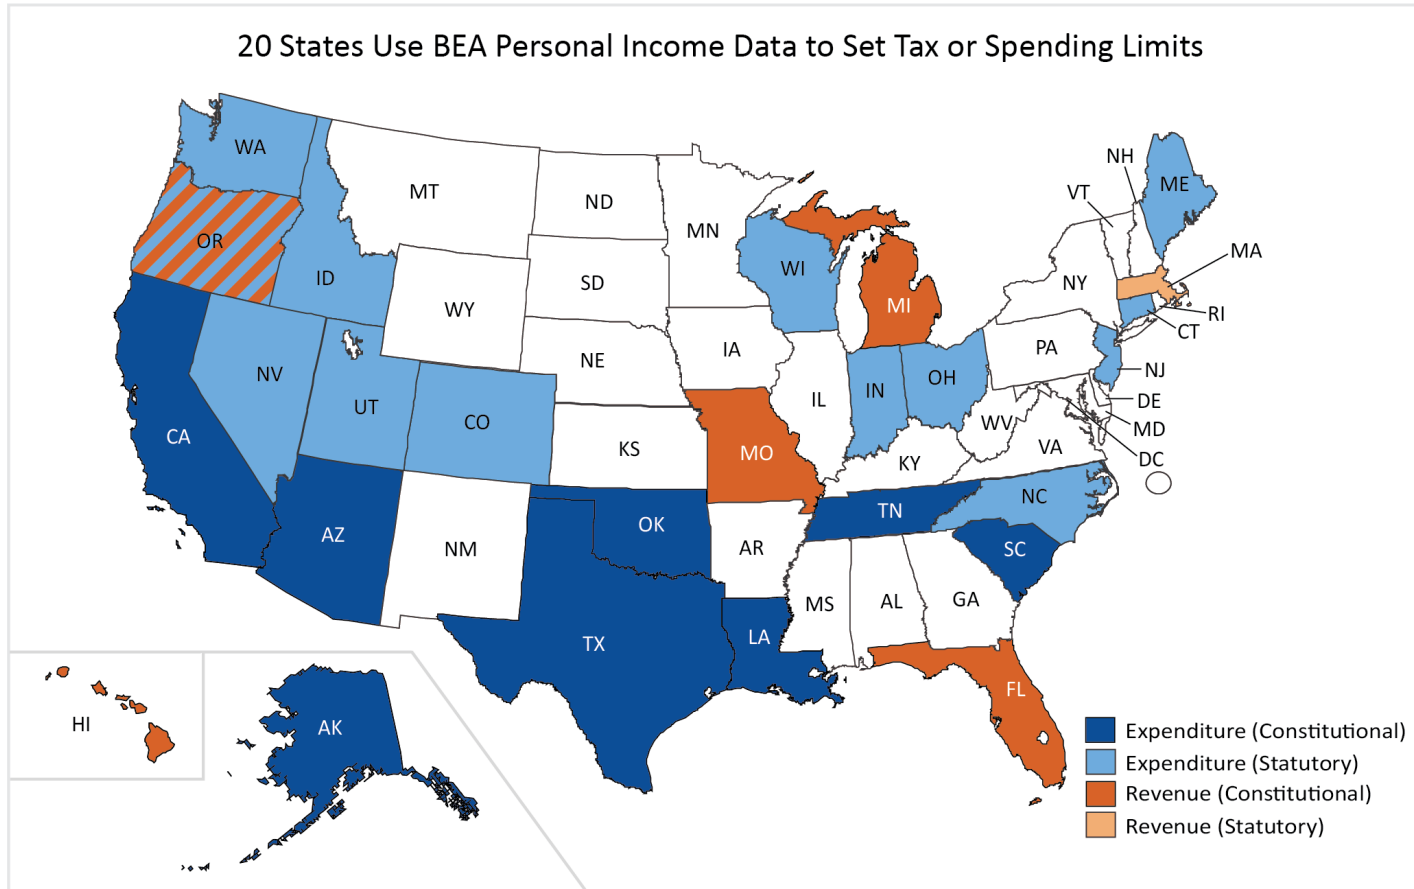 20 States Use BEA Personal Income Data to Set Tax or Spending Limits
WA
MT
ND
MN
NH
VT
ME
OR
ID
WY
SD
WI
MI
NY
MA
RI
CT
NV
UT
CO
NE
IA
IL
IN
OH
PA
NJ
DE
MD
DC
WV
VA
CA
KS
MO
KY
AZ
NM
OK
AR
TN
NC
SC
TX
LA
MS
AL
GA
FL
HI
AK
Expenditure (Constitutional)
Expenditure (Statutory)
Revenue (Constitutional)
Revenue (Statutory)